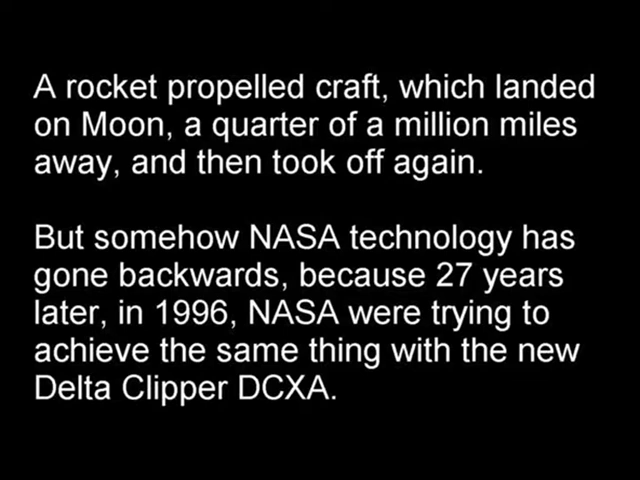 A rocket propelled craft, which landed
on Moon, a quarter of a million miles
away, and then took off again.
But somehow NASA technology has
gone backwards, because 27 years
later, in 1996, NASA were trying to
achieve the same thing with the new
Delta Clipper DCXA.